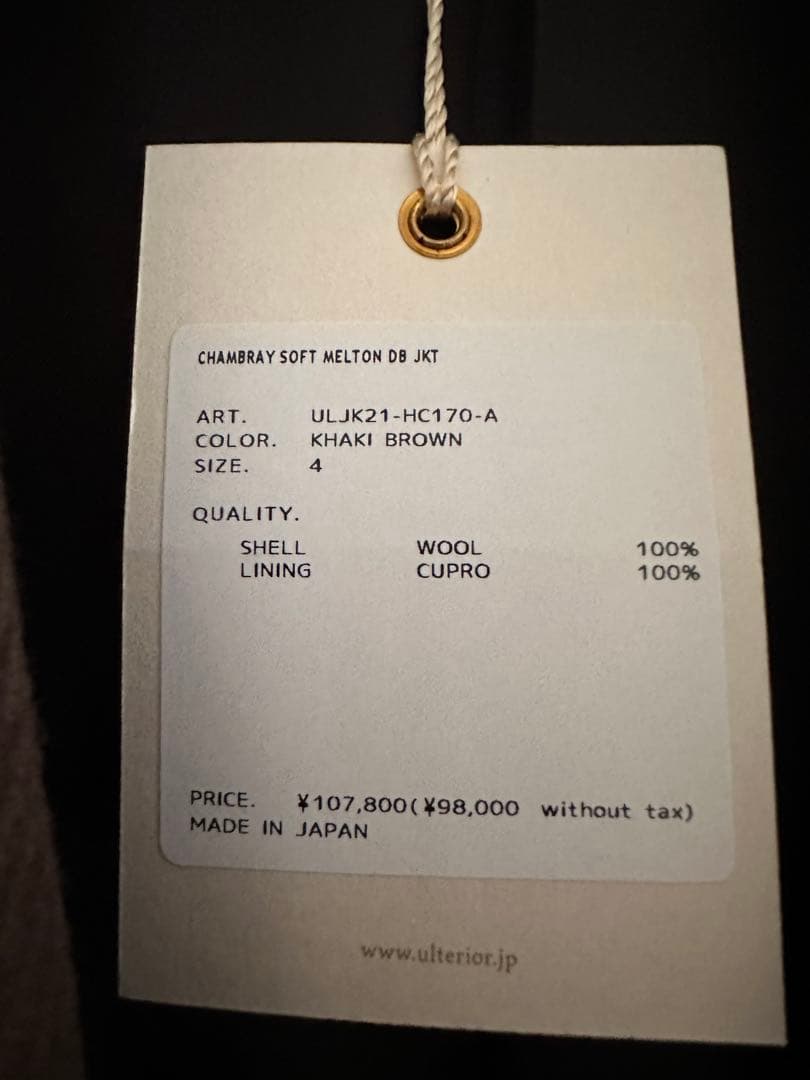 CHAMBRAY SOFT MELTON DB JKT
ART. ULJK21-HC170-A
COLOR. KHAKI BROWN
SIZE. 4
QUALITY.
SHELL WOOL 100%
LINING CUPRO 100%
PRICE. ¥107,800(¥98,000 without tax)
MADE IN JAPAN
www.ulterior.jp